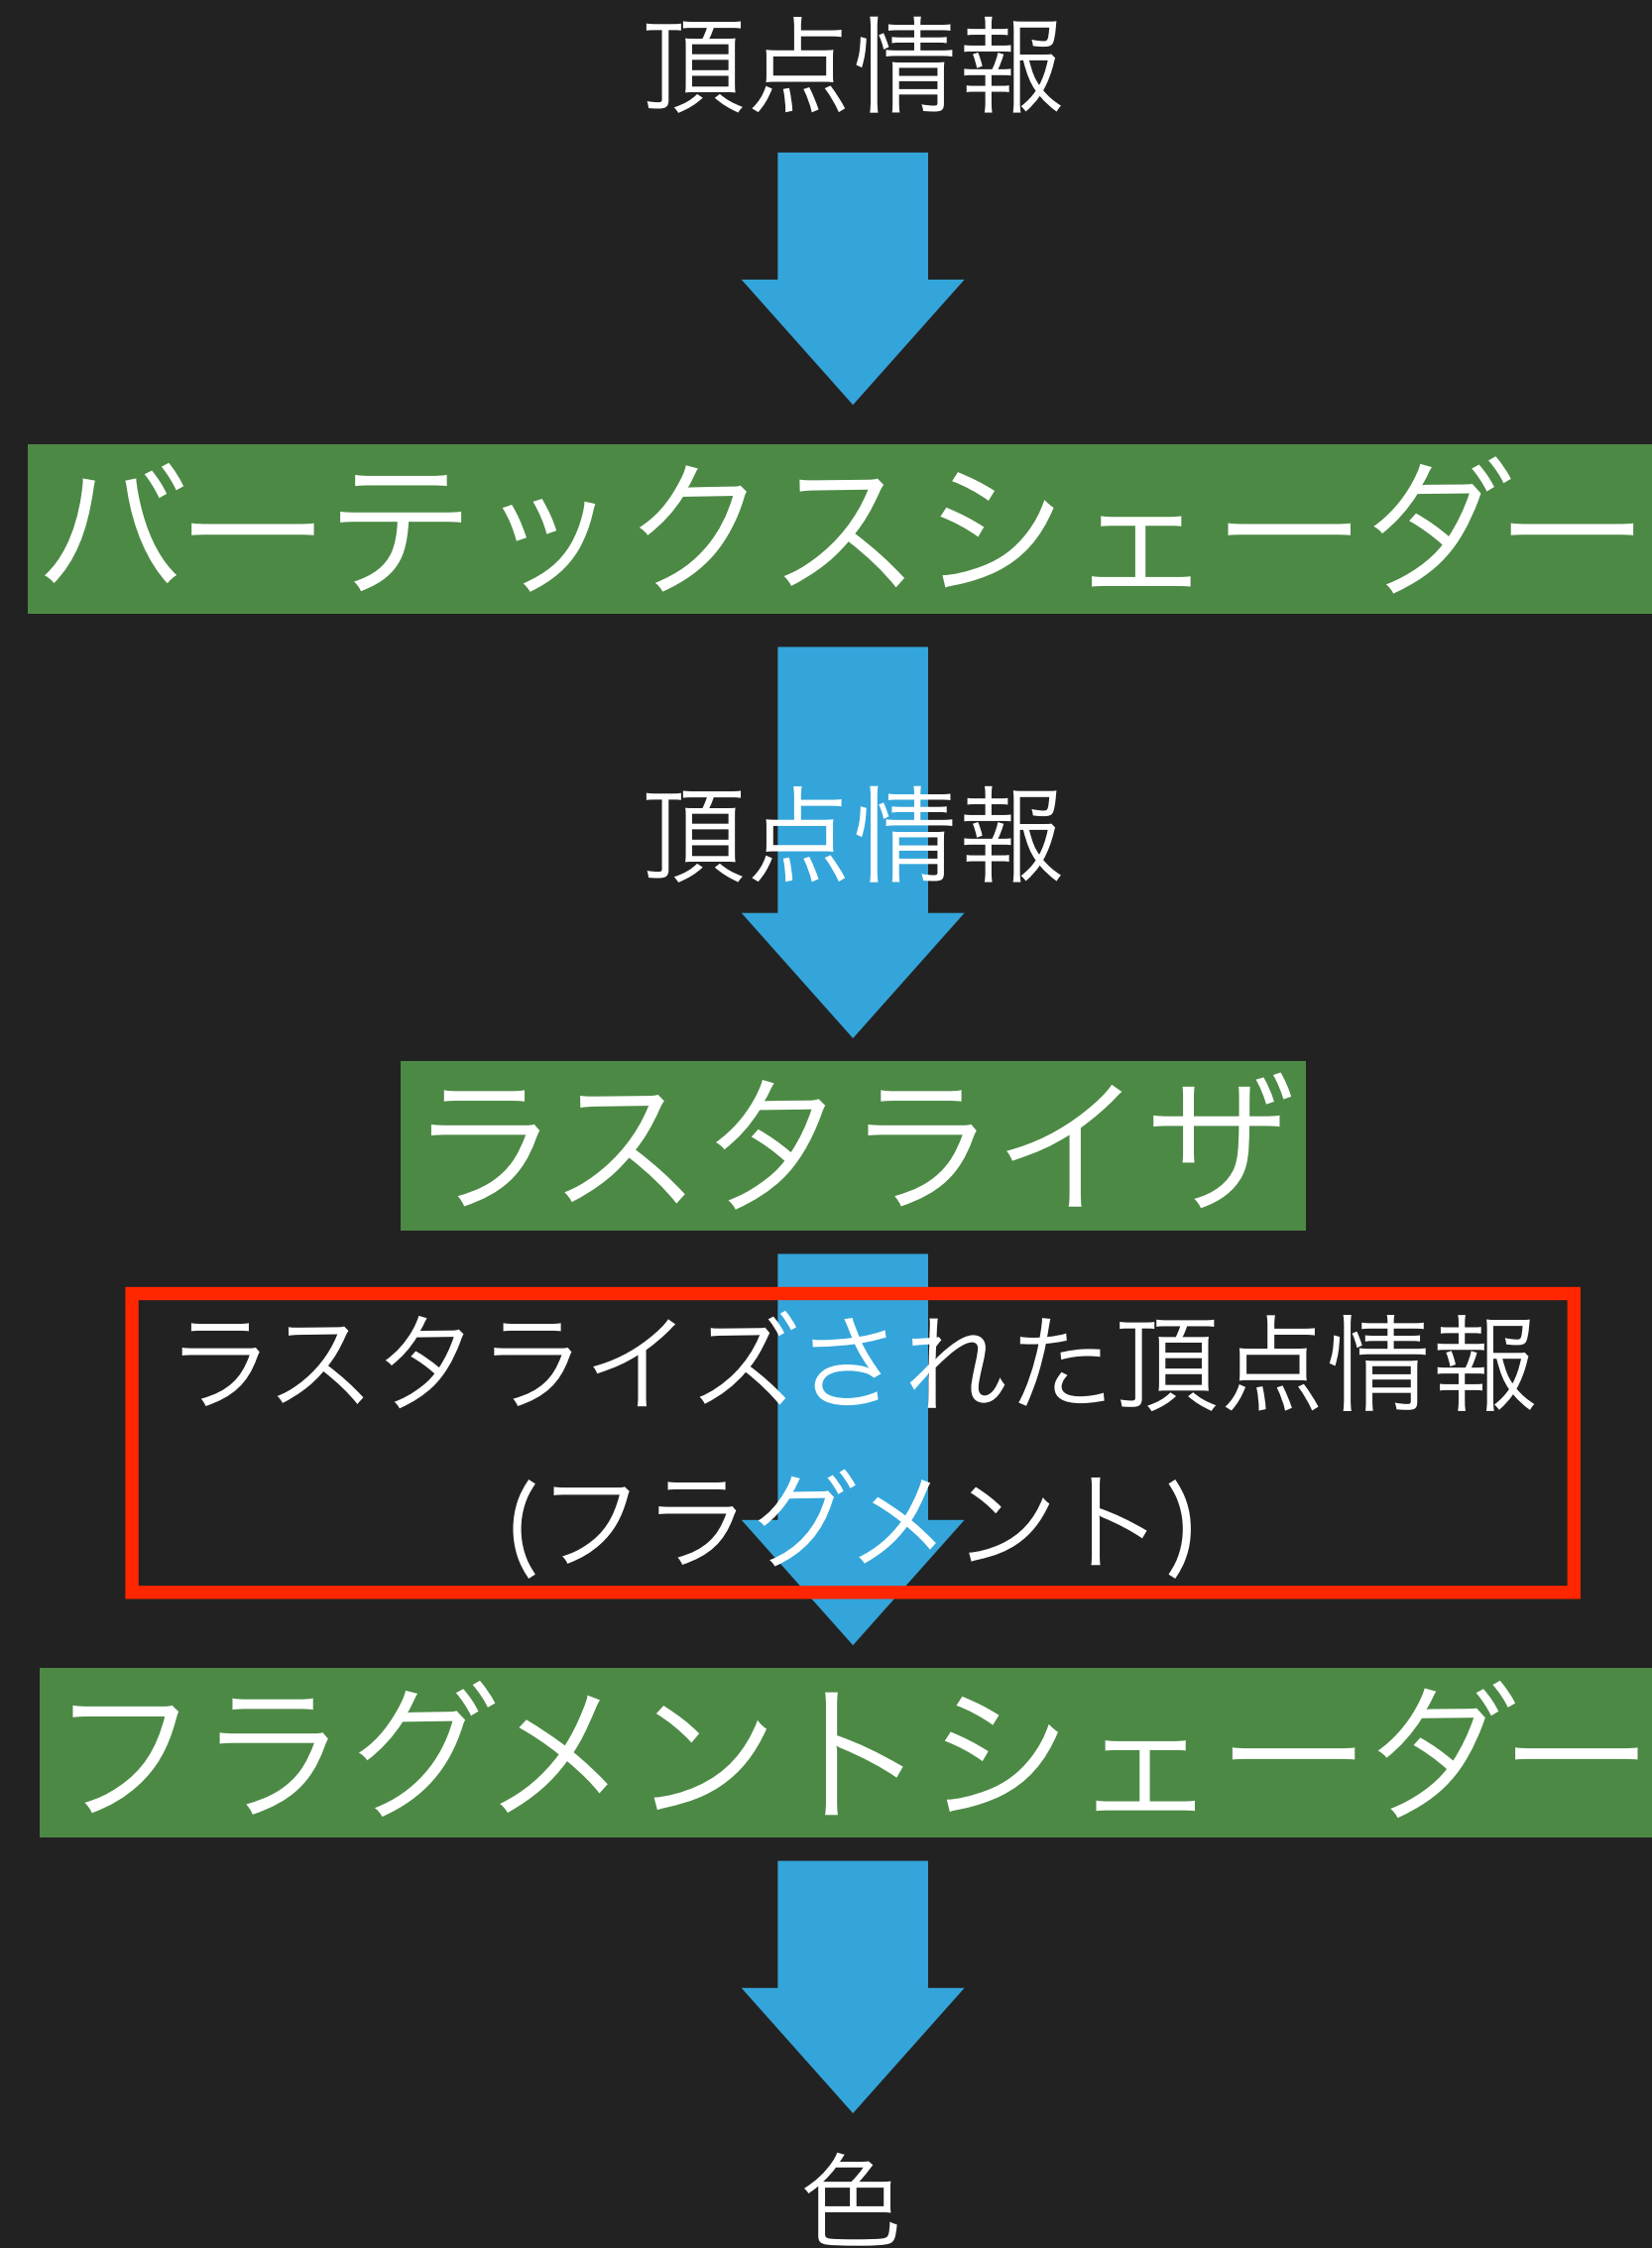 頂点情報
バーテックスシェーダー
頂点情報
ラスタライザ
ラスタライズされた頂点情報
(フラグメント)
フラグメントシェーダー
色